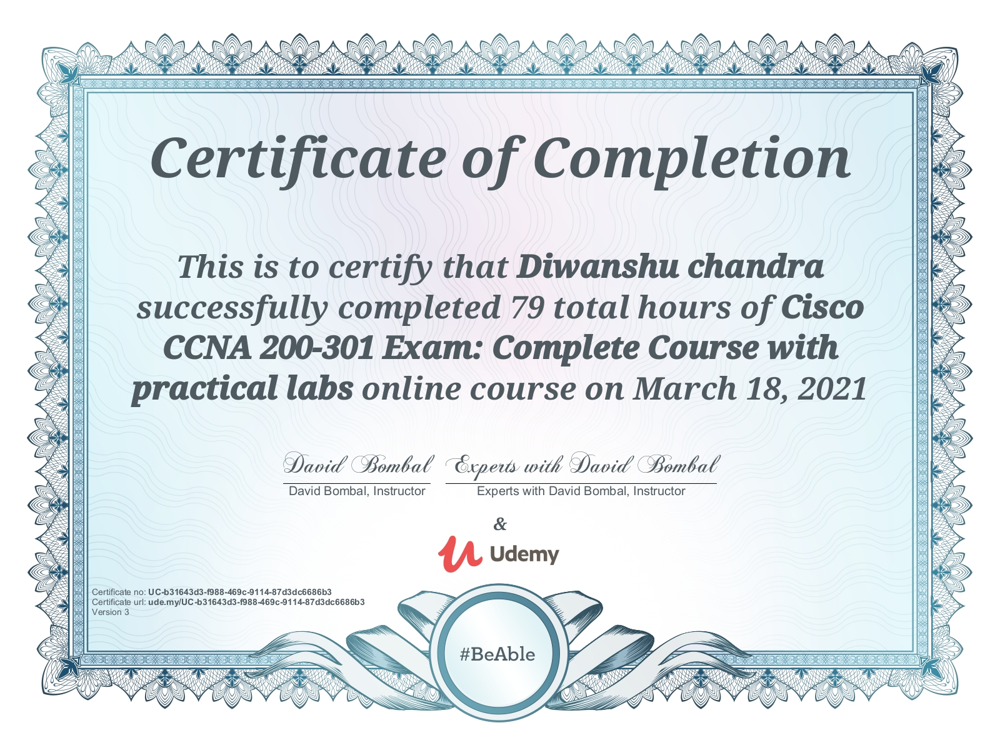 Certificate of Completion
This is to certify that Diwanshu chandra
successfully completed 79 total hours of Cisco
CCNA 200-301 Exam: Complete Course with
practical labs online course on March 18, 2021
David Bombal Experts with David Bombal
David Bombal, Instructor Experts with David Bombal, Instructor
&
Udemy
Certificate no: UC-b31643d3-f988-469c-9114-87d3dc6686b3
Certificate url: ude.my/UC-b31643d3-f988-469c-9114-87d3dc6686b3
Version 3
#BeAble